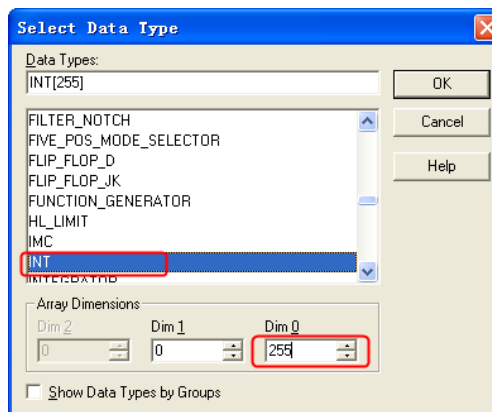 Select Data Type
Data Types:
INT[255]
OK
FILTER_NOTCH
Cancel
FIVE_POS_MODE_SELECTOR
FLIP_FLOP_D
FLIP_FLOP_JK
Help
FUNCTION_GENERATOR
HL_LIMIT
IMC
INT
INTEGRATOR
Array Dimensions
Dim 2 Dim 1 Dim 0
0 0 255
Show Data Types by Groups